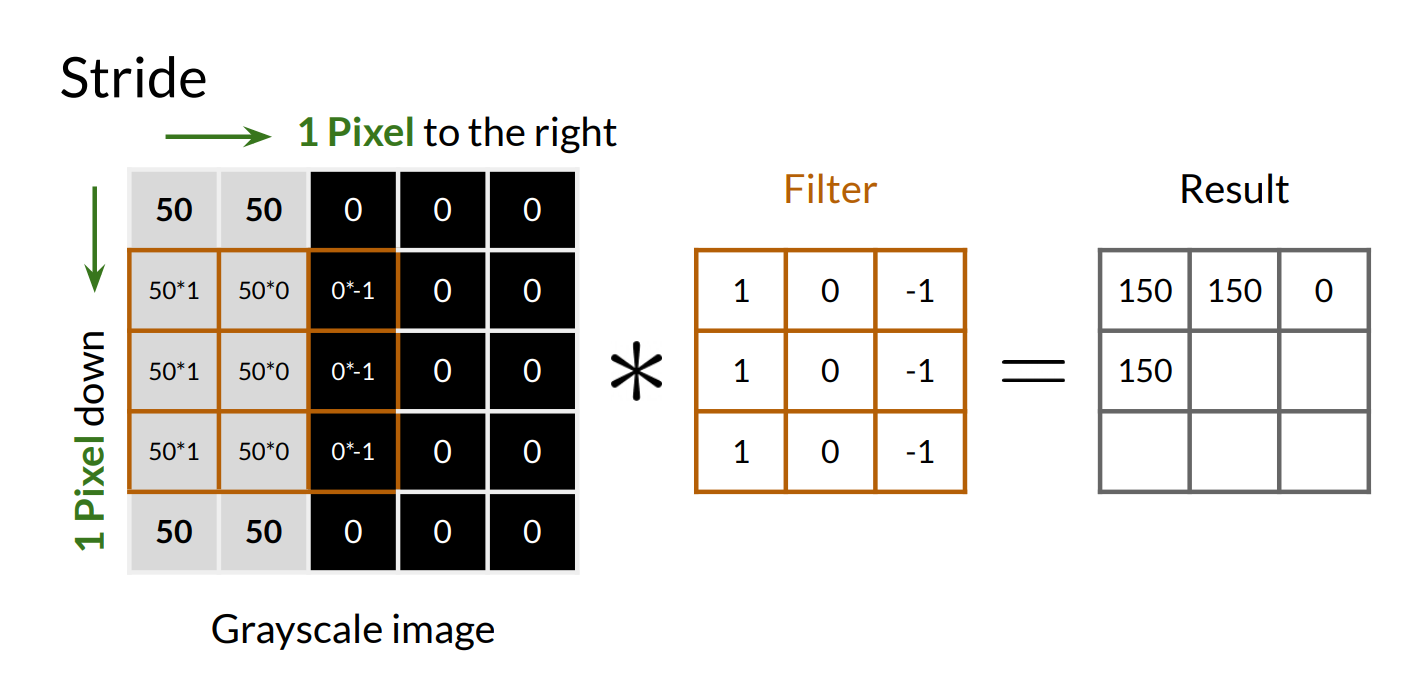 Stride
1 Pixel to the right
1 Pixel down
50 50 0 0 0
50*1 50*0 0*-1 0 0
50*1 50*0 0*-1 0 0
50*1 50*0 0*-1 0 0
50 50 0 0 0
Grayscale image
*
Filter
1 0 -1
1 0 -1
1 0 -1
=
Result
150 150 0
150